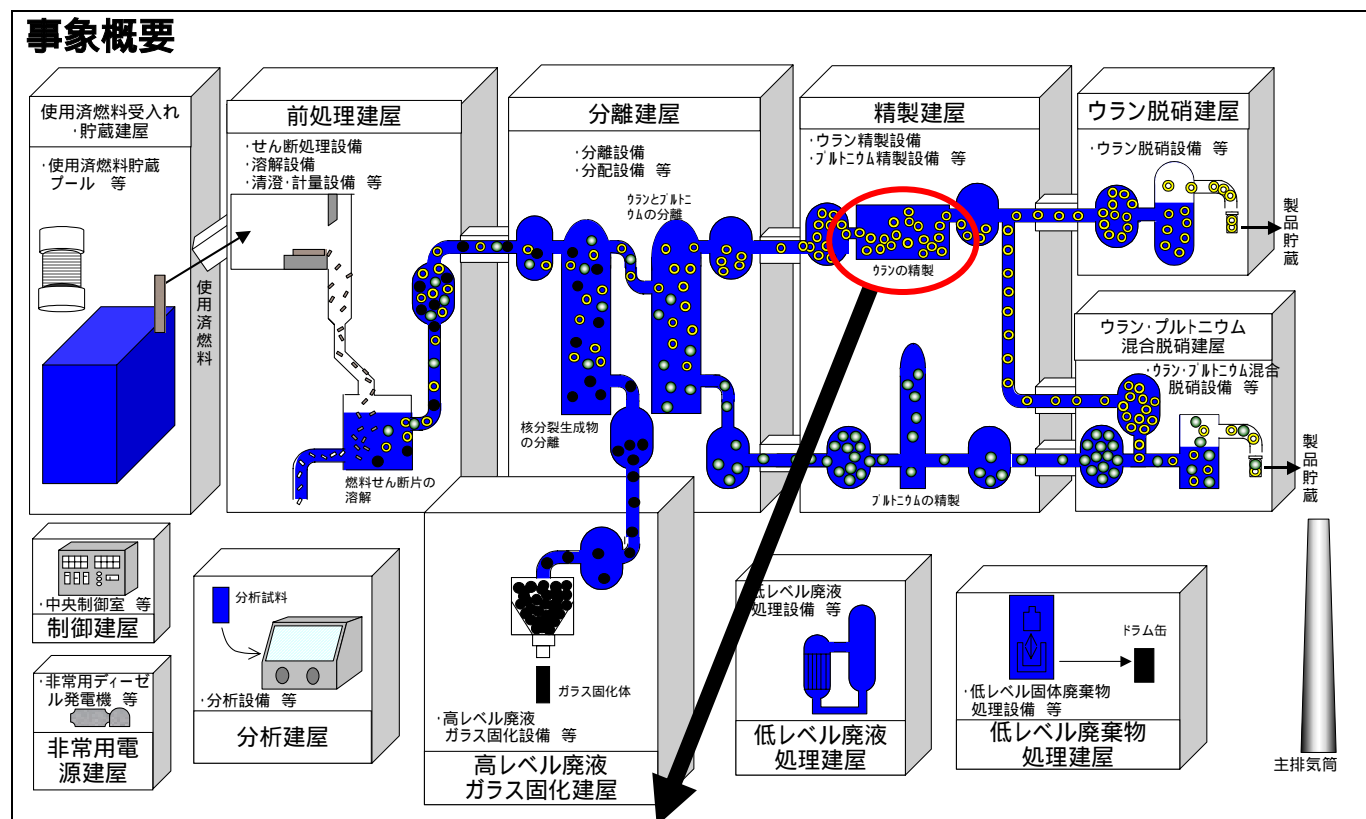 事象概要
使用済燃料受入れ
・貯蔵建屋
・使用済燃料貯蔵
プール 等
使用済燃料
前処理建屋
・せん断処理設備
・溶解設備
・清澄・計量設備 等
燃料せん断片の
溶解
分離建屋
・分離設備
・分配設備 等
ウランとプルトニ
ウムの分離
核分裂生成物
の分離
精製建屋
・ウラン精製設備
・プルトニウム精製設備 等
ウランの精製
プルトニウムの精製
ウラン脱硝建屋
・ウラン脱硝設備 等
製品貯蔵
ウラン・プルトニウム
混合脱硝建屋
・ウラン・プルトニウム混合
脱硝設備 等
製品貯蔵
・中央制御室 等
制御建屋
・非常用ディーゼ
ル発電機 等
非常用電
源建屋
分析試料
・分析設備 等
分析建屋
ガラス固化体
・高レベル廃液
ガラス固化設備 等
高レベル廃液
ガラス固化建屋
低レベル廃液
処理設備 等
低レベル廃液
処理建屋
ドラム缶
・低レベル固体廃棄物
処理設備 等
低レベル廃棄物
処理建屋
主排気筒